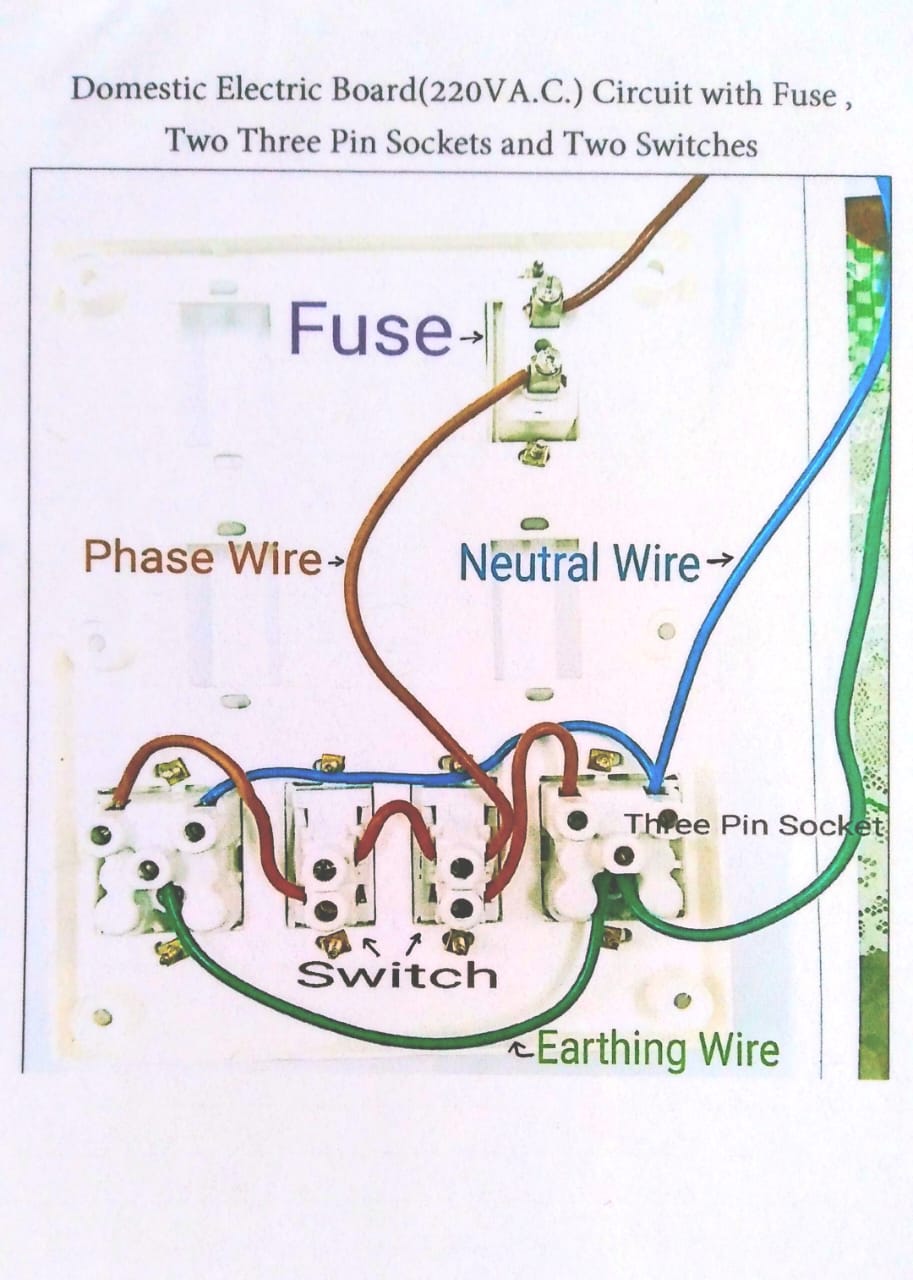 Domestic Electric Board(220V A.C.) Circuit with Fuse ,
Two Three Pin Sockets and Two Switches
Fuse
Phase Wire
Neutral Wire
Three Pin Socket
Switch
Earthing Wire